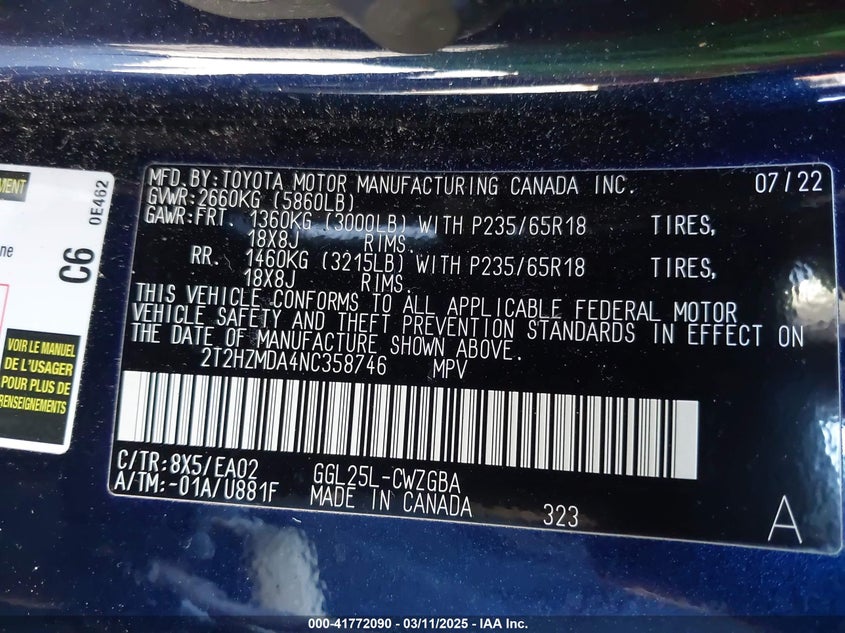 MENT
ne
C6
0E462
VOIR LE MANUEL
DE L'USAGER
POUR PLUS DE
RENSEIGNEMENTS
MFD.BY:TOYOTA MOTOR MANUFACTURING CANADA INC. 07/22
GVWR:2660KG (5860LB)
GAWR:FRT. 1360KG (3000LB) WITH P235/65R18 TIRES,
18X8J RIMS.
RR. 1460KG (3215LB) WITH P235/65R18 TIRES,
18X8J RIMS.
THIS VEHICLE CONFORMS TO ALL APPLICABLE FEDERAL MOTOR
VEHICLE SAFETY AND THEFT PREVENTION STANDARDS IN EFFECT ON
THE DATE OF MANUFACTURE SHOWN ABOVE.
2T2HZMDA4NC358746 MPV
C/TR:8X5/EA02 GGL25L-CWZGBA
A/TM:-01A/U881F MADE IN CANADA 323 A
000-41772090 - 03/11/2025 - IAA Inc.